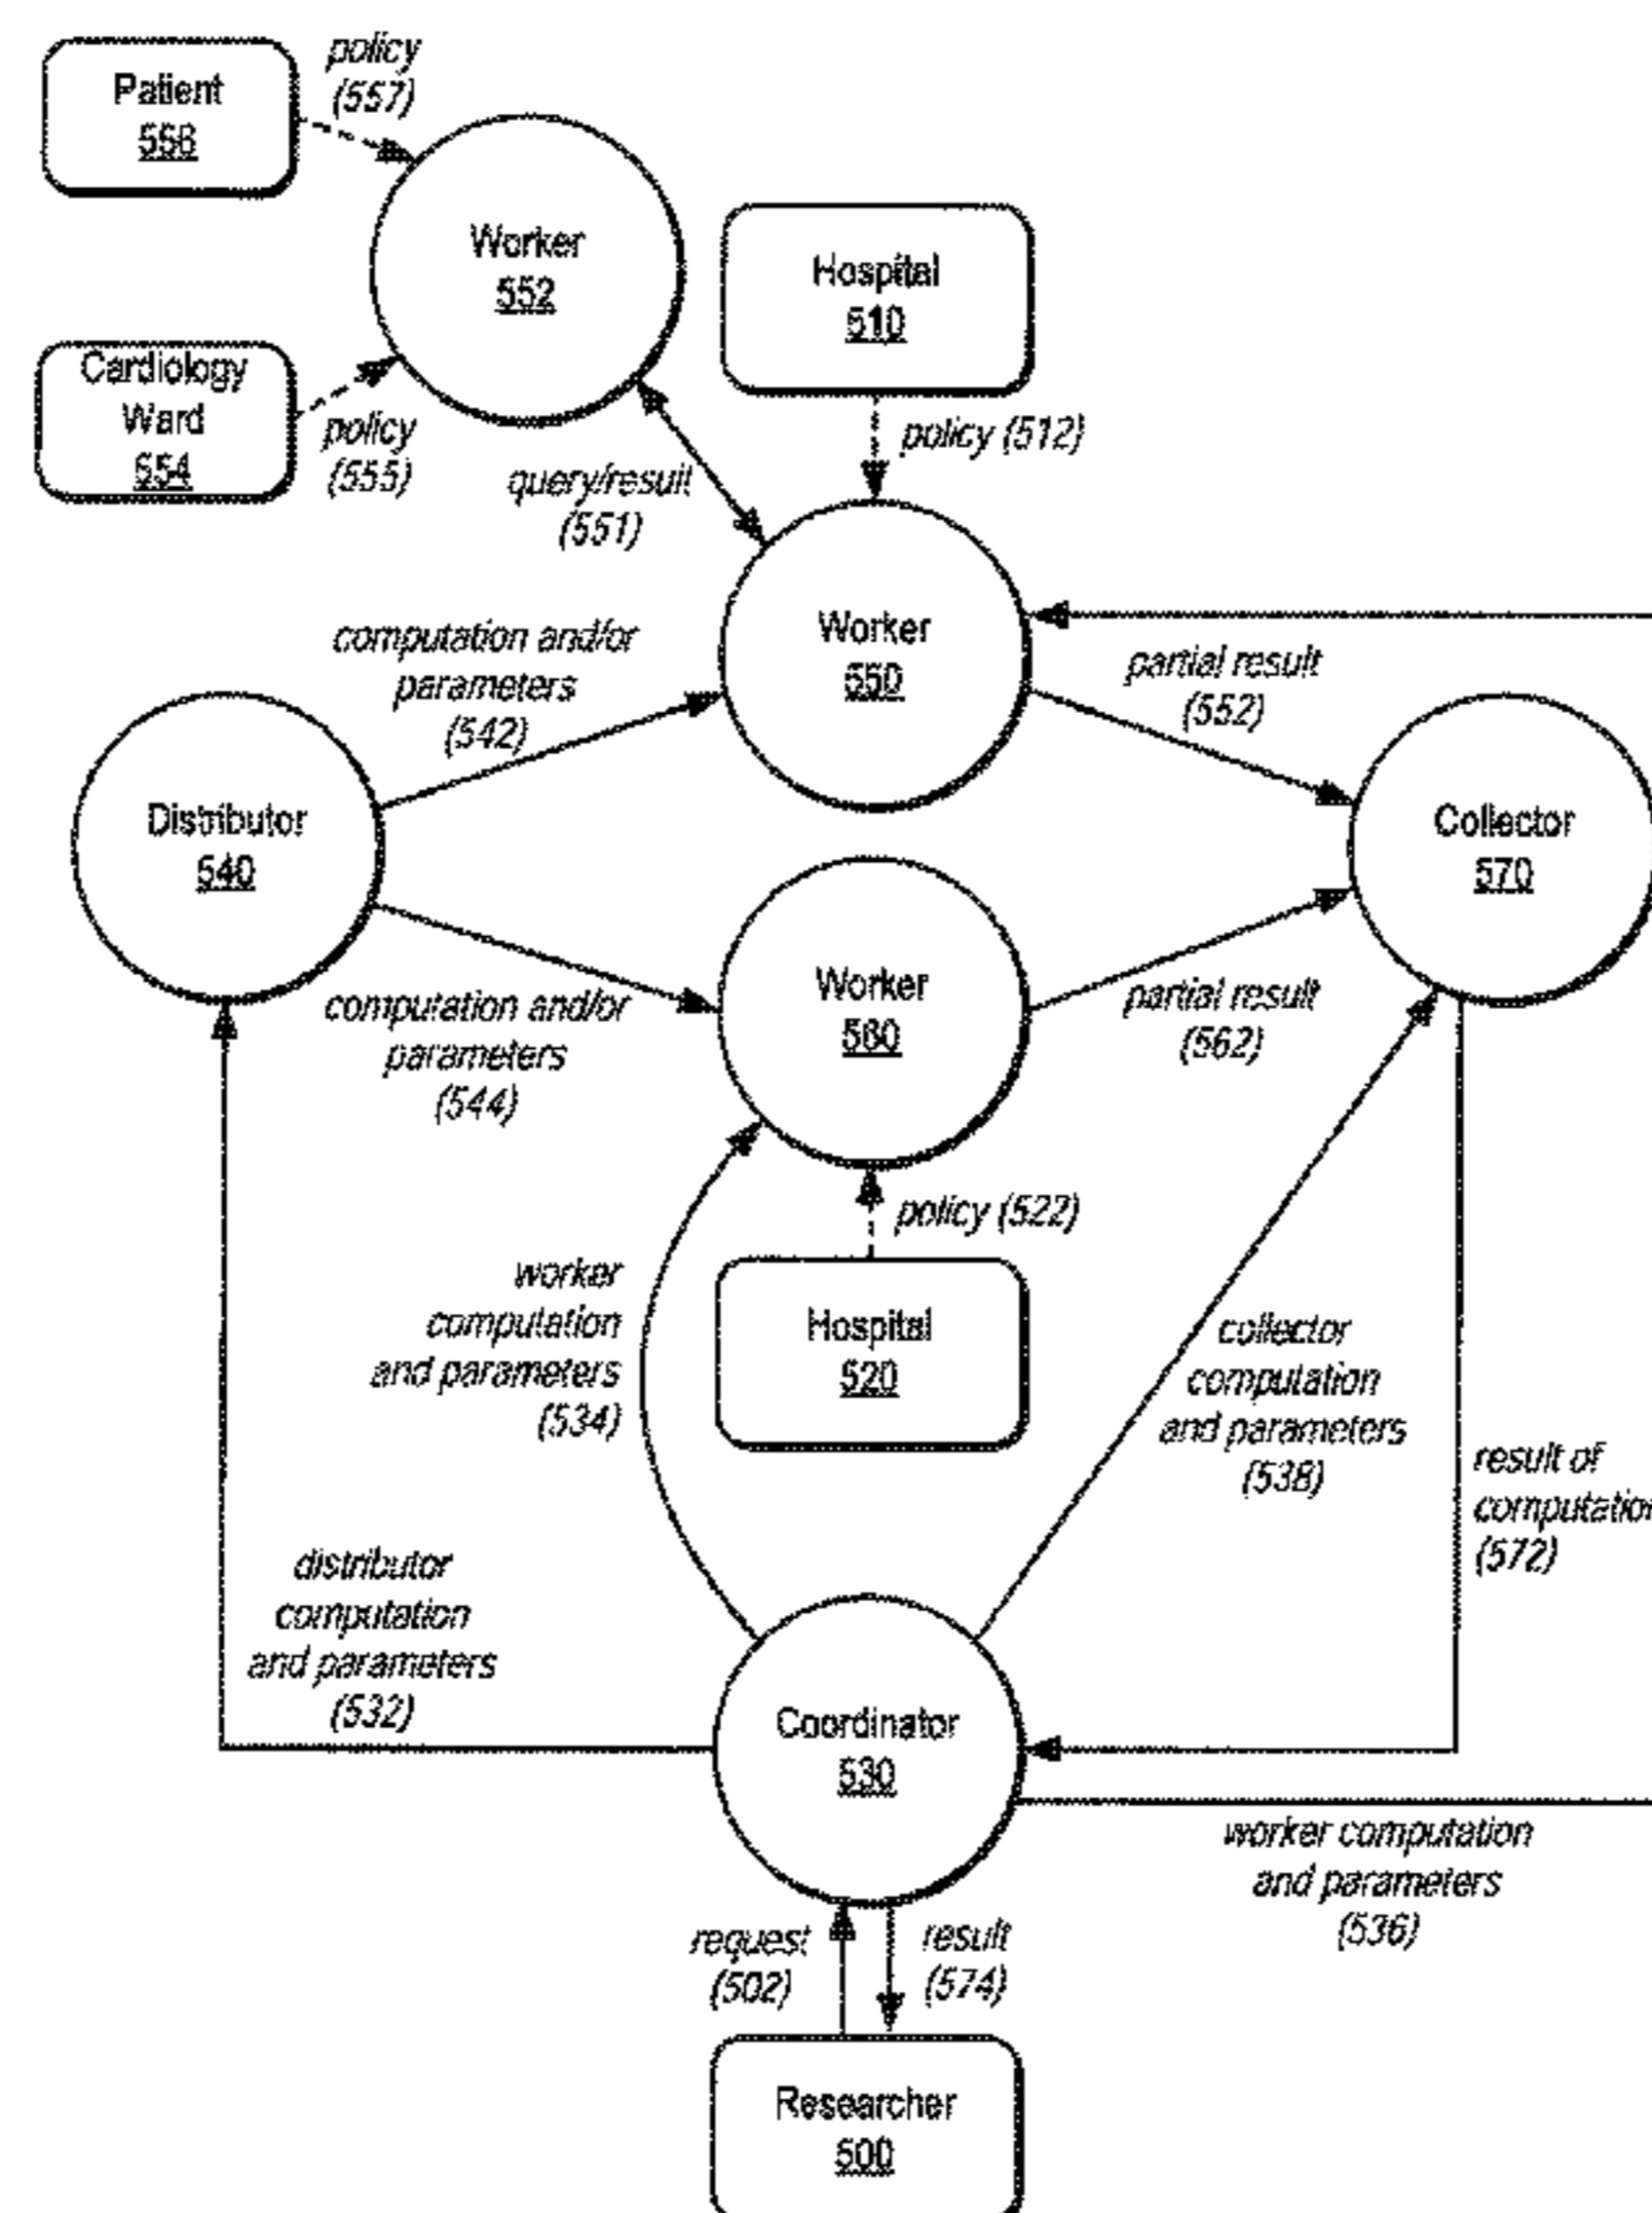 Patient
556
policy
(557)
Worker
552
Hospital
510
Cardiology
Ward
554
policy
(555)
policy (512)
query/result
(551)
computation and/or
parameters
(542)
Worker
550
partial result
(552)
Distributor
540
Collector
570
computation and/or
parameters
(544)
Worker
560
partial result
(562)
policy (522)
worker
computation
and parameters
(534)
Hospital
520
collector
computation
and parameters
(538)
result of
computation
(572)
distributor
computation
and parameters
(532)
Coordinator
530
worker computation
and parameters
(536)
request
(502)
result
(574)
Researcher
500